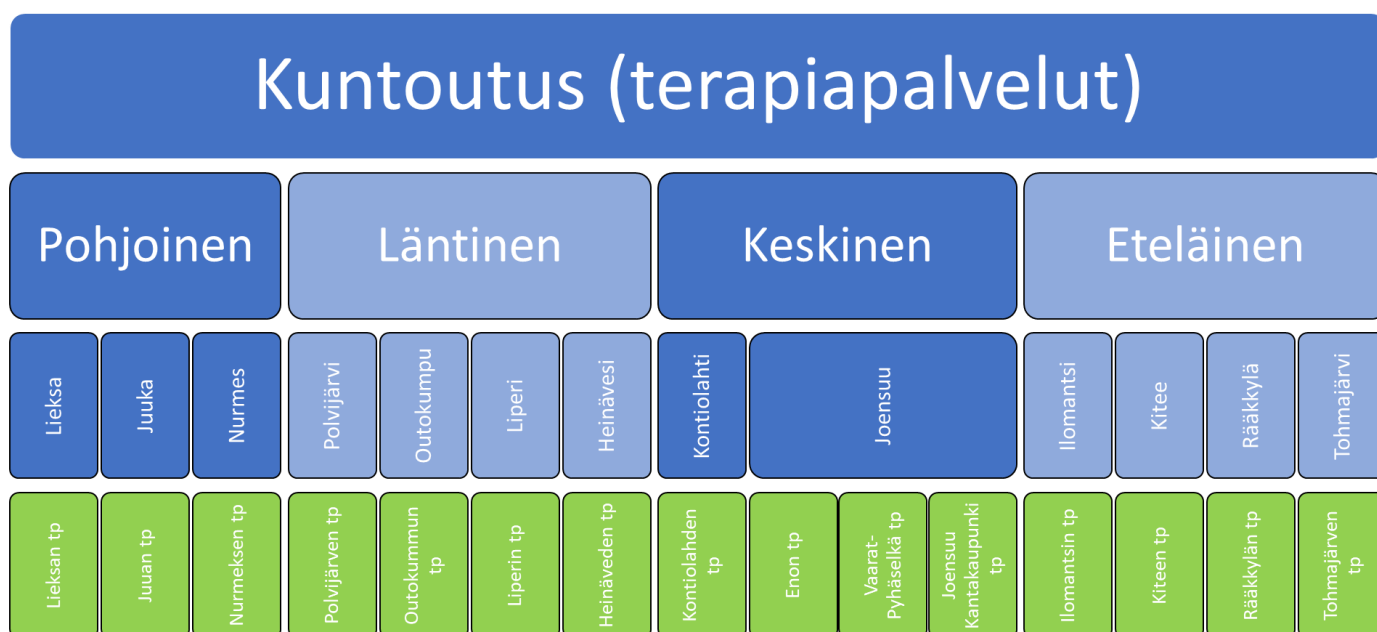 Kuntoutus (terapiapalvelut)
Pohjoinen
Läntinen
Keskinen
Eteläinen
Lieksa
Juuka
Nurmes
Polvijärvi
Outokumpu
Liperi
Heinävesi
Kontiolahti
Joensuu
Ilomantsi
Kitee
Rääkkylä
Tohmajärvi
Lieksan tp
Juuan tp
Nurmeksen tp
Polvijärven tp
Outokummun
tp
Liperin tp
Heinäveden tp
Kontiolahden
tp
Enon tp
Vaarat-
Pyhäselkä tp
Joensuu
Kantakaupunki
tp
Ilomantsin tp
Kiteen tp
Rääkkylän tp
Tohmajärven
tp